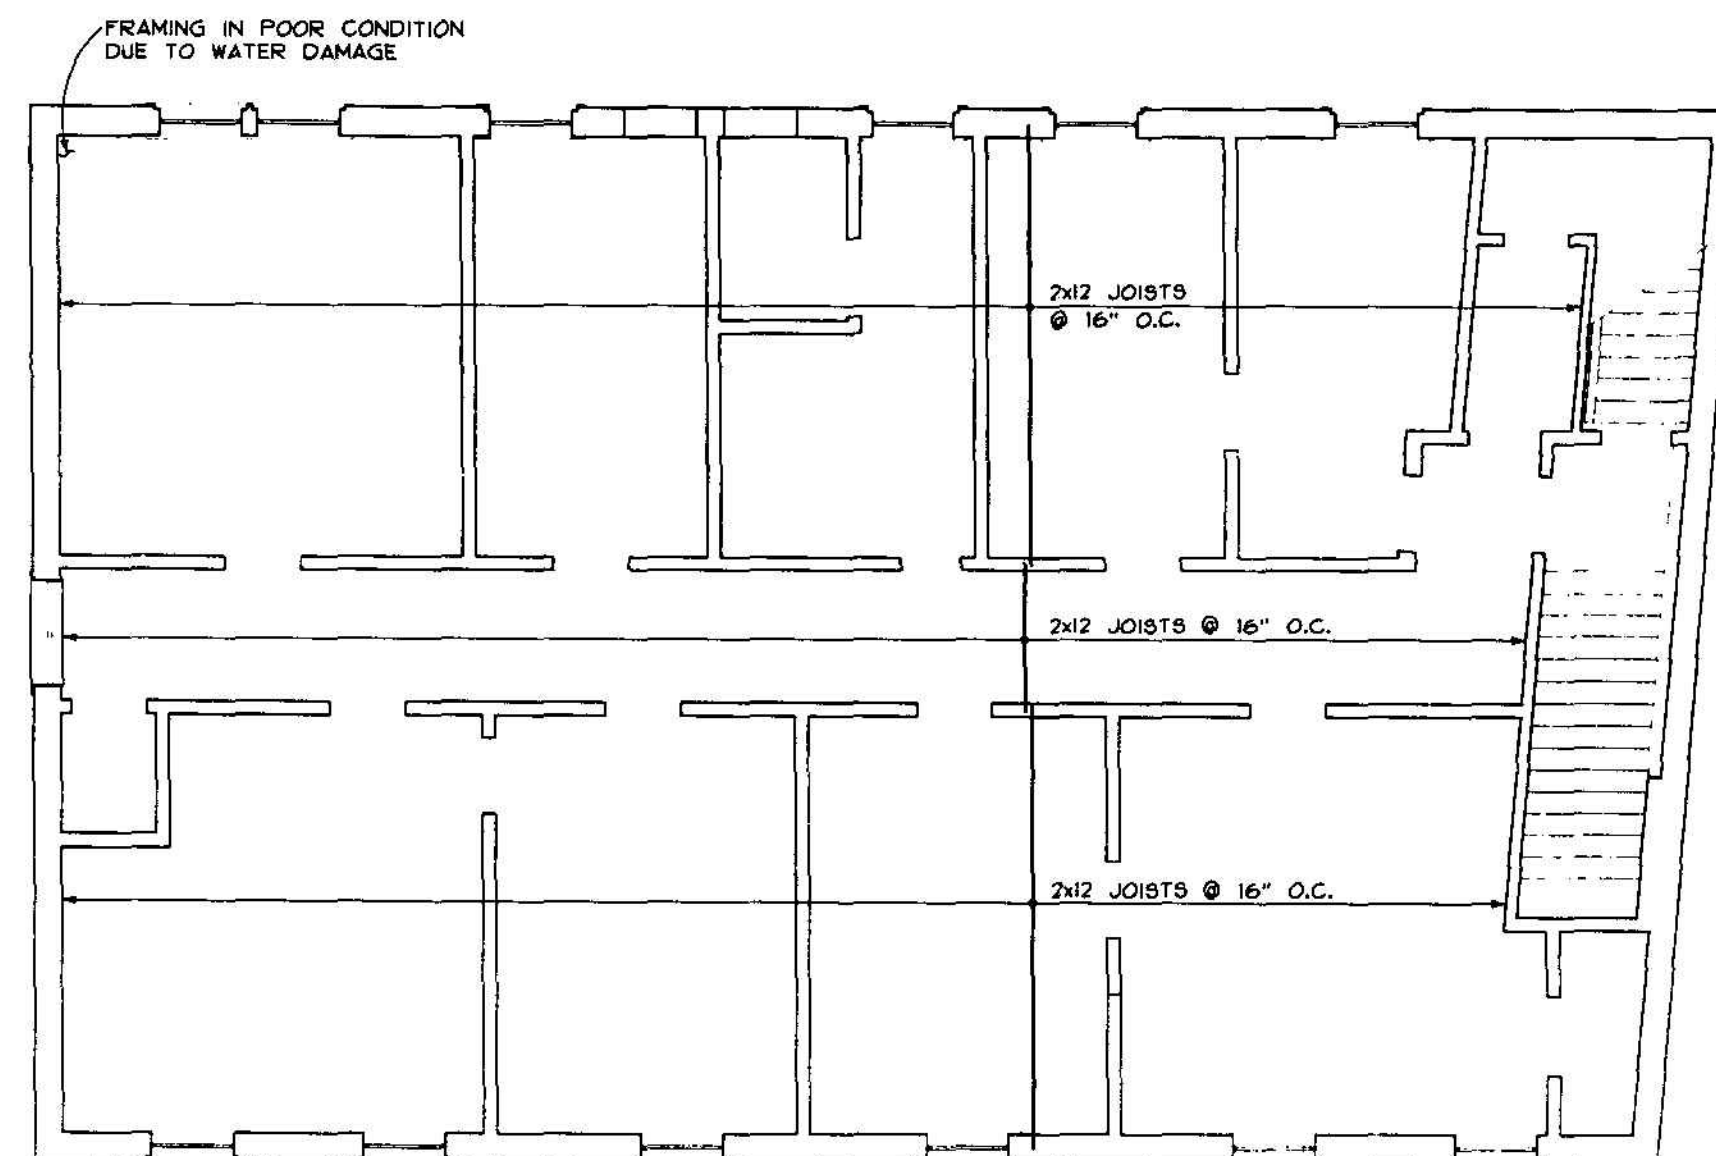 FRAMING IN POOR CONDITION
DUE TO WATER DAMAGE
2x12 JOISTS
@ 16" O.C.
2x12 JOISTS @ 16" O.C.
2x12 JOISTS @ 16" O.C.